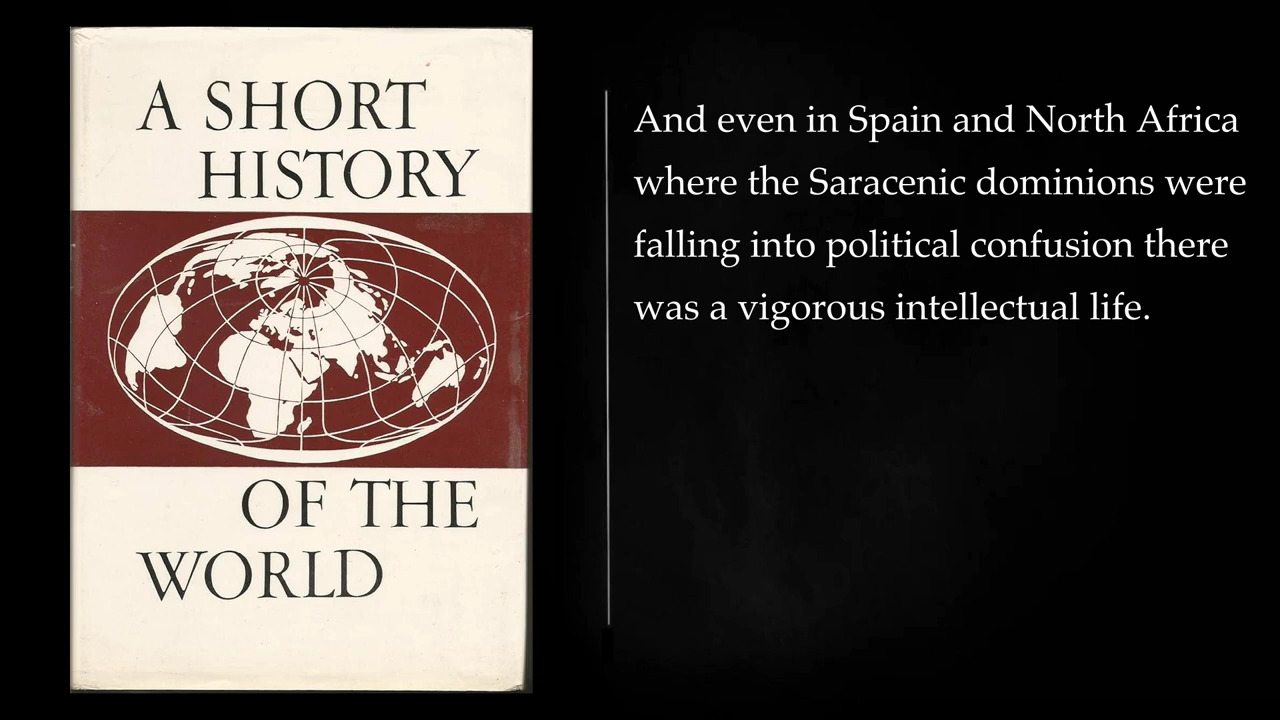 A SHORT
HISTORY
OF THE
WORLD
And even in Spain and North Africa
where the Saracenic dominions were
falling into political confusion there
was a vigorous intellectual life.